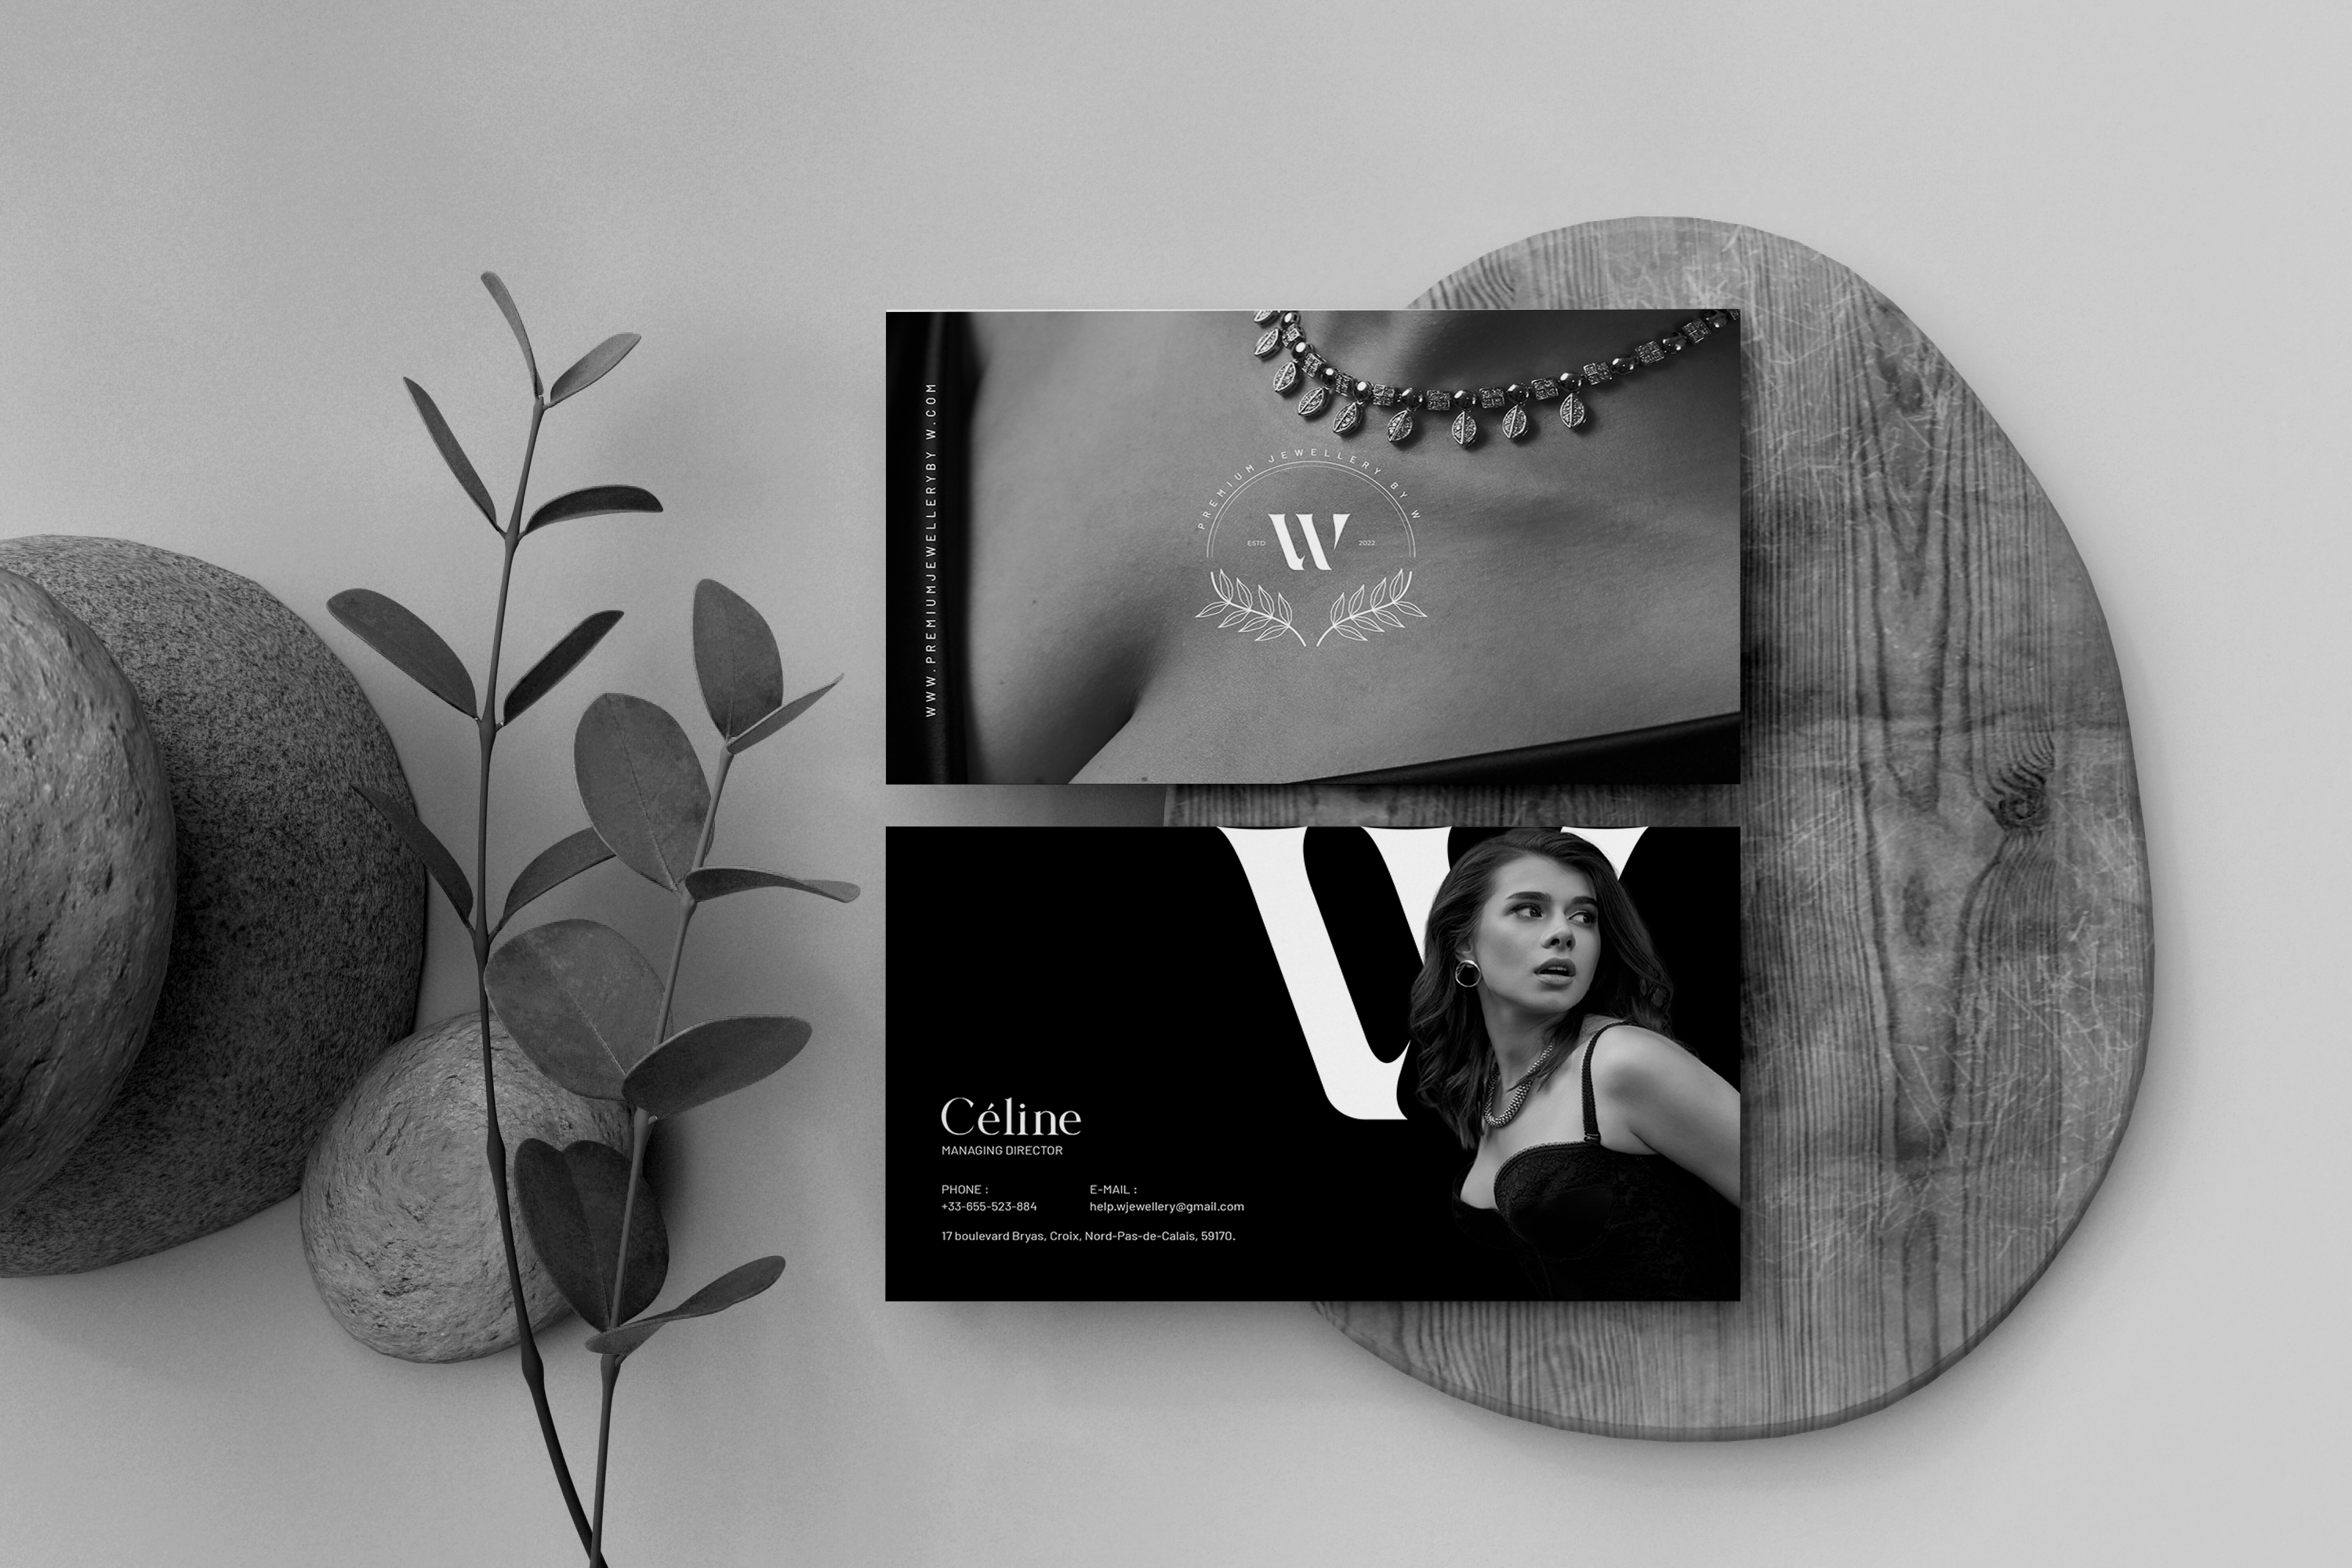 WWW.PREMIUMJEWELLERYBY W.COM
PREMIUM JEWELLERY BY W
ESTD W 2022
W
Céline
MANAGING DIRECTOR
PHONE : E-MAIL :
+33-655-523-884 help.wjewellery@gmail.com
17 boulevard Bryas, Croix, Nord-Pas-de-Calais, 59170.